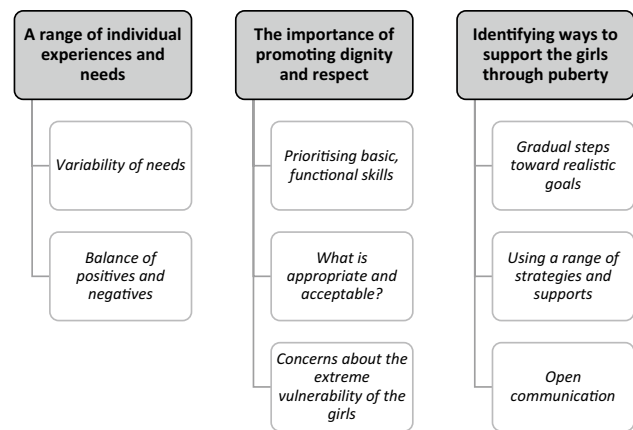 A range of individual
experiences and
needs
Variability of needs
Balance of
positives and
negatives
The importance of
promoting dignity
and respect
Prioritising basic,
functional skills
What is
appropriate and
acceptable?
Concerns about the
extreme
vulnerability of the
girls
Identifying ways to
support the girls
through puberty
Gradual steps
toward realistic
goals
Using a range of
strategies and
supports
Open
communication